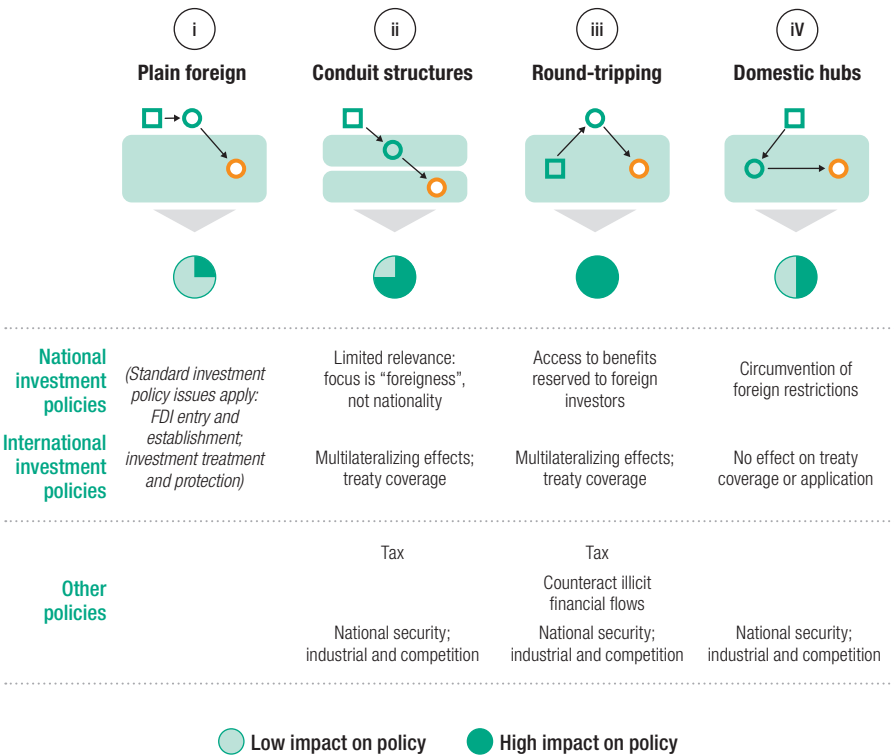 i
ii
iii
iV
Plain foreign
Conduit structures
Round-tripping
Domestic hubs
National
investment
policies
(Standard investment
policy issues apply:
FDI entry and
establishment;
investment treatment
and protection)
Limited relevance:
focus is “foreigness”,
not nationality
Access to benefits
reserved to foreign
investors
Circumvention of
foreign restrictions
International
investment
policies
Multilateralizing effects;
treaty coverage
Multilateralizing effects;
treaty coverage
No effect on treaty
coverage or application
Other
policies
Tax
National security;
industrial and competition
Tax
Counteract illicit
financial flows
National security;
industrial and competition
National security;
industrial and competition
Low impact on policy
High impact on policy